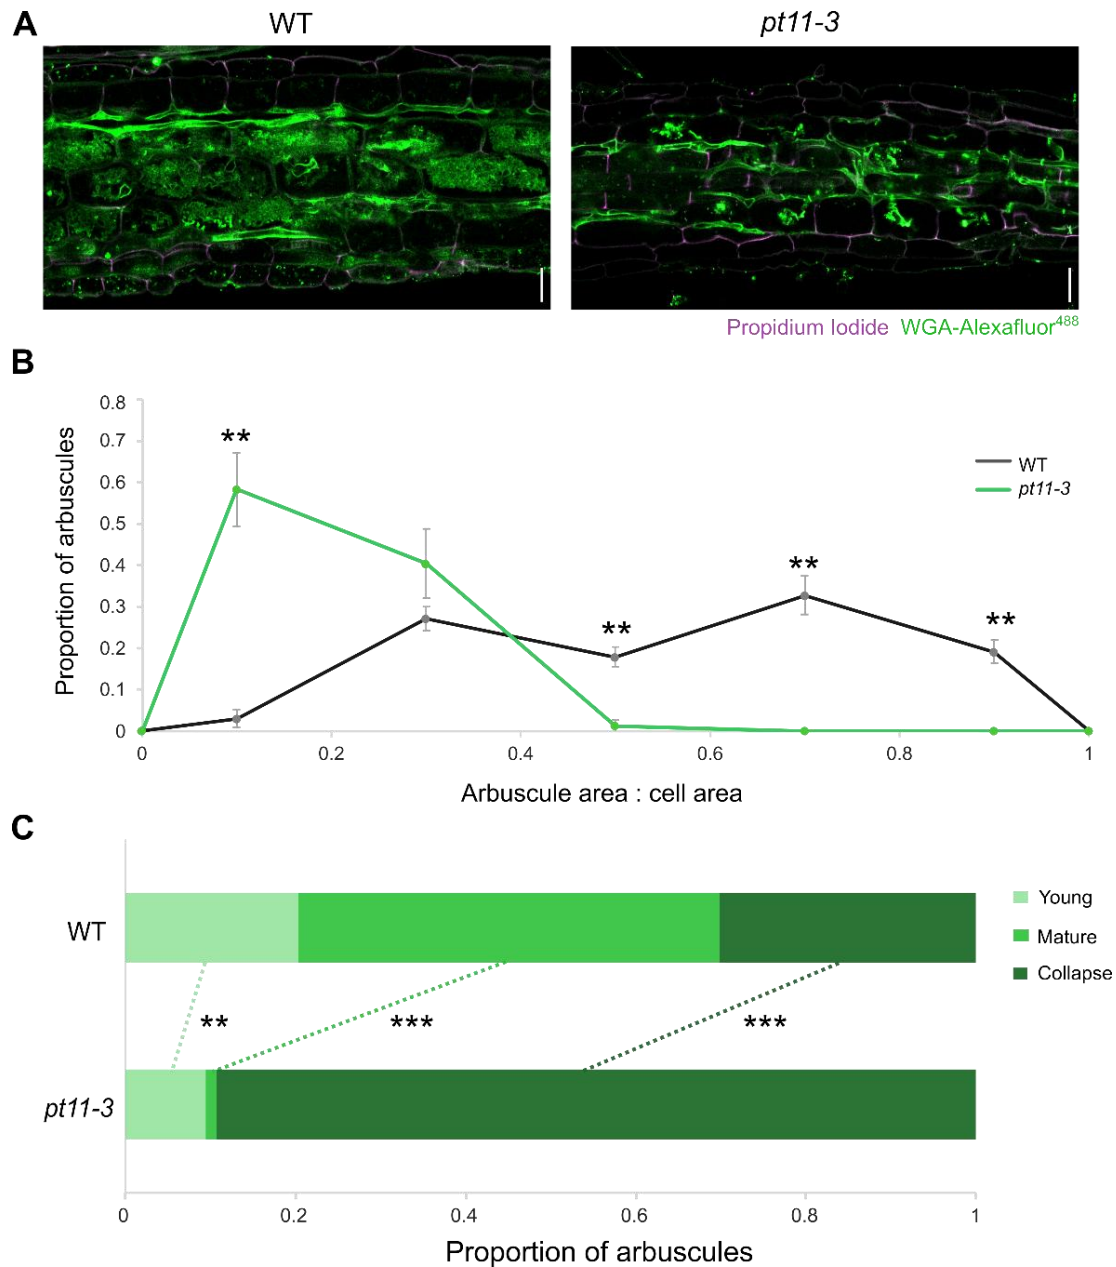 A
WT
pt11-3
Propidium Iodide WGA-Alexafluor⁴⁸⁸
B
Proportion of arbuscules
0.8
0.7
0.6
0.5
0.4
0.3
0.2
0.1
0
**
**
**
**
WT
pt11-3
0 0.2 0.4 0.6 0.8 1
Arbuscule area : cell area
C
WT
Young
Mature
Collapse
** *** ***
pt11-3
0 0.2 0.4 0.6 0.8 1
Proportion of arbuscules